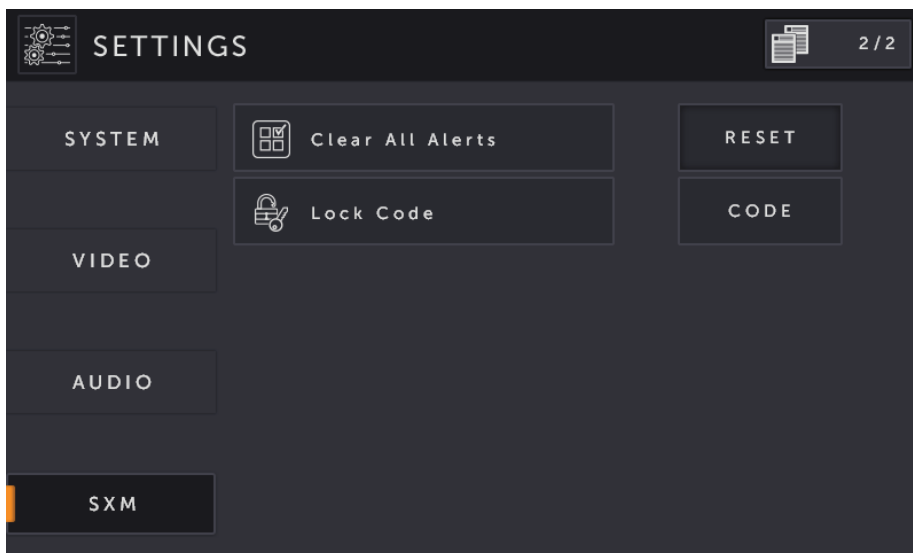 SETTINGS
2/2
SYSTEM
Clear All Alerts
RESET
Lock Code
CODE
VIDEO
AUDIO
SXM